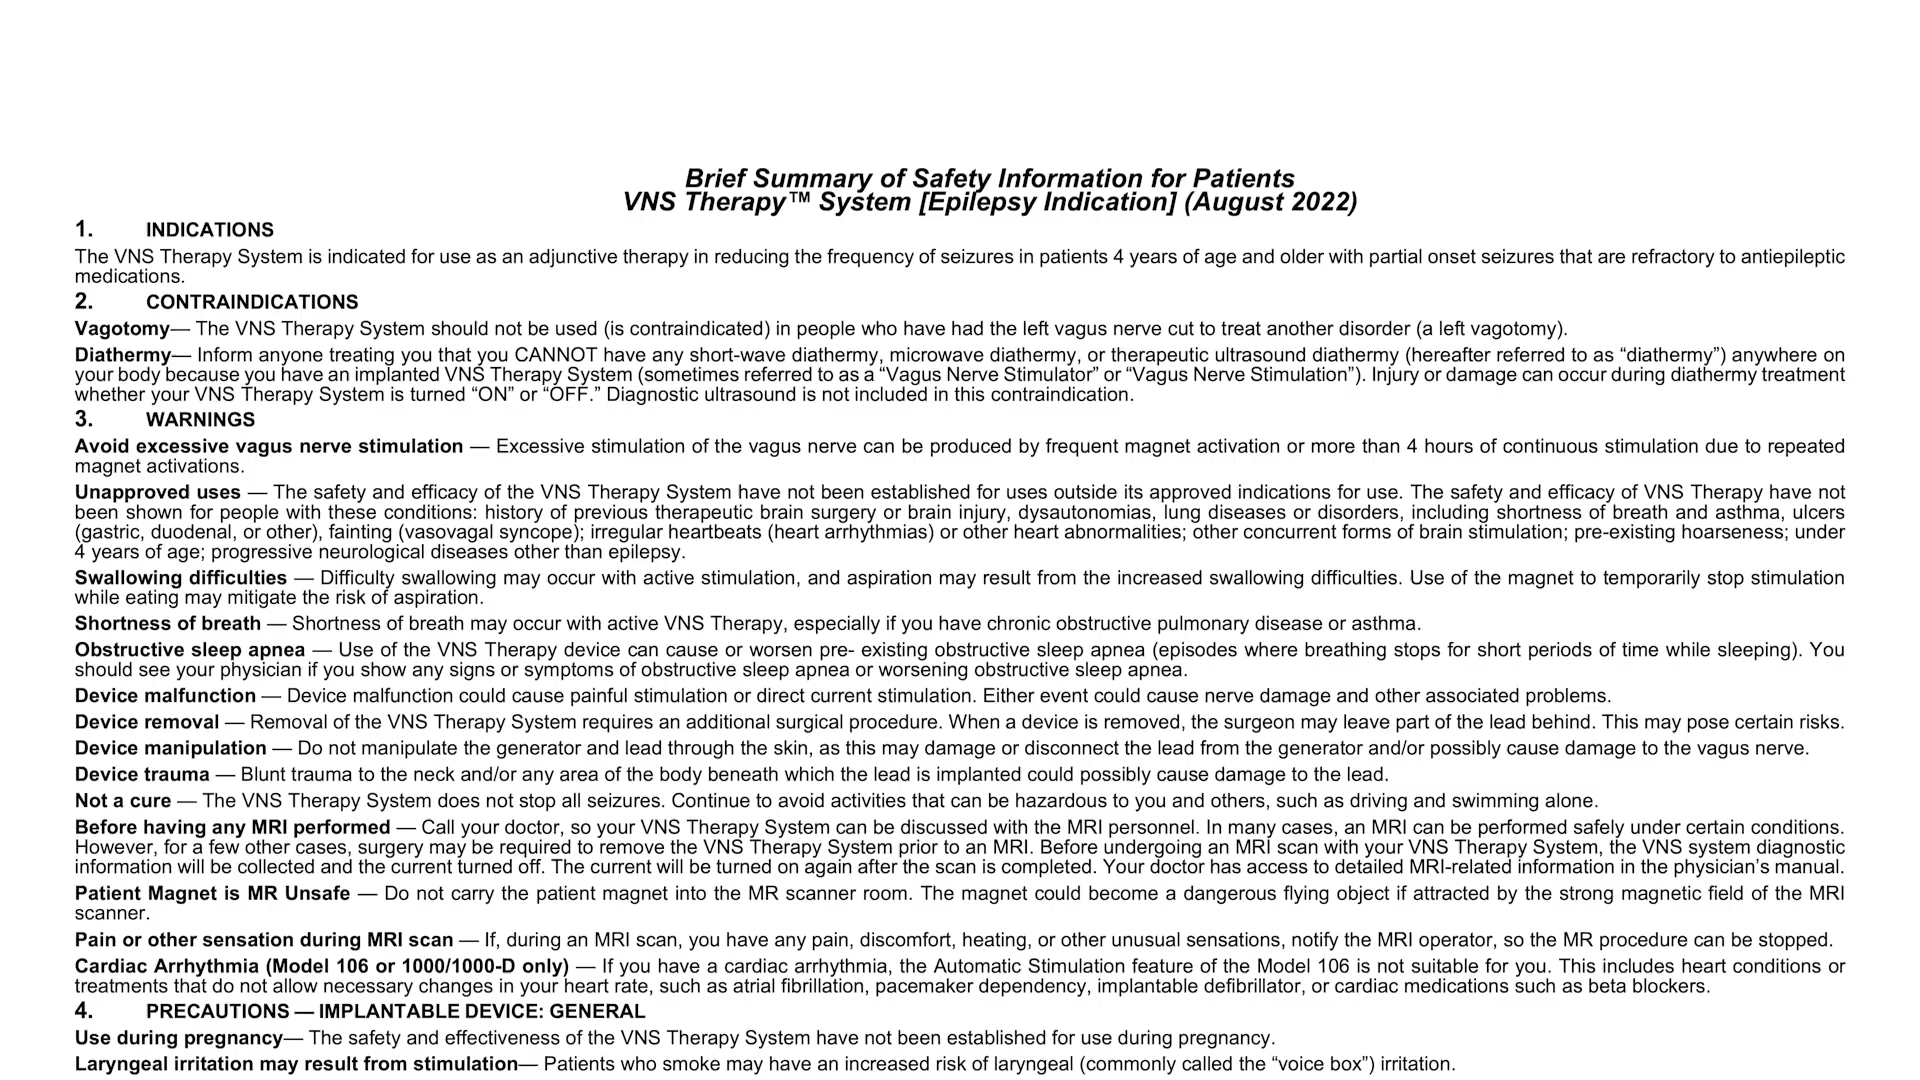 Brief Summary of Safety Information for Patients
VNS Therapy™ System [Epilepsy Indication] (August 2022)
1. INDICATIONS
The VNS Therapy System is indicated for use as an adjunctive therapy in reducing the frequency of seizures in patients 4 years of age and older with partial onset seizures that are refractory to antiepileptic
medications.
2. CONTRAINDICATIONS
Vagotomy— The VNS Therapy System should not be used (is contraindicated) in people who have had the left vagus nerve cut to treat another disorder (a left vagotomy).
Diathermy— Inform anyone treating you that you CANNOT have any short-wave diathermy, microwave diathermy, or therapeutic ultrasound diathermy (hereafter referred to as “diathermy”) anywhere on
your body because you have an implanted VNS Therapy System (sometimes referred to as a “Vagus Nerve Stimulator” or “Vagus Nerve Stimulation”). Injury or damage can occur during diathermy treatment
whether your VNS Therapy System is turned “ON” or “OFF.” Diagnostic ultrasound is not included in this contraindication.
3. WARNINGS
Avoid excessive vagus nerve stimulation — Excessive stimulation of the vagus nerve can be produced by frequent magnet activation or more than 4 hours of continuous stimulation due to repeated
magnet activations.
Unapproved uses — The safety and efficacy of the VNS Therapy System have not been established for uses outside its approved indications for use. The safety and efficacy of VNS Therapy have not
been shown for people with these conditions: history of previous therapeutic brain surgery or brain injury, dysautonomias, lung diseases or disorders, including shortness of breath and asthma, ulcers
(gastric, duodenal, or other), fainting (vasovagal syncope); irregular heartbeats (heart arrhythmias) or other heart abnormalities; other concurrent forms of brain stimulation; pre-existing hoarseness; under
4 years of age; progressive neurological diseases other than epilepsy.
Swallowing difficulties — Difficulty swallowing may occur with active stimulation, and aspiration may result from the increased swallowing difficulties. Use of the magnet to temporarily stop stimulation
while eating may mitigate the risk of aspiration.
Shortness of breath — Shortness of breath may occur with active VNS Therapy, especially if you have chronic obstructive pulmonary disease or asthma.
Obstructive sleep apnea — Use of the VNS Therapy device can cause or worsen pre- existing obstructive sleep apnea (episodes where breathing stops for short periods of time while sleeping). You
should see your physician if you show any signs or symptoms of obstructive sleep apnea or worsening obstructive sleep apnea.
Device malfunction — Device malfunction could cause painful stimulation or direct current stimulation. Either event could cause nerve damage and other associated problems.
Device removal — Removal of the VNS Therapy System requires an additional surgical procedure. When a device is removed, the surgeon may leave part of the lead behind. This may pose certain risks.
Device manipulation — Do not manipulate the generator and lead through the skin, as this may damage or disconnect the lead from the generator and/or possibly cause damage to the vagus nerve.
Device trauma — Blunt trauma to the neck and/or any area of the body beneath which the lead is implanted could possibly cause damage to the lead.
Not a cure — The VNS Therapy System does not stop all seizures. Continue to avoid activities that can be hazardous to you and others, such as driving and swimming alone.
Before having any MRI performed — Call your doctor, so your VNS Therapy System can be discussed with the MRI personnel. In many cases, an MRI can be performed safely under certain conditions.
However, for a few other cases, surgery may be required to remove the VNS Therapy System prior to an MRI. Before undergoing an MRI scan with your VNS Therapy System, the VNS system diagnostic
information will be collected and the current turned off. The current will be turned on again after the scan is completed. Your doctor has access to detailed MRI-related information in the physician’s manual.
Patient Magnet is MR Unsafe — Do not carry the patient magnet into the MR scanner room. The magnet could become a dangerous flying object if attracted by the strong magnetic field of the MRI
scanner.
Pain or other sensation during MRI scan — If, during an MRI scan, you have any pain, discomfort, heating, or other unusual sensations, notify the MRI operator, so the MR procedure can be stopped.
Cardiac Arrhythmia (Model 106 or 1000/1000-D only) — If you have a cardiac arrhythmia, the Automatic Stimulation feature of the Model 106 is not suitable for you. This includes heart conditions or
treatments that do not allow necessary changes in your heart rate, such as atrial fibrillation, pacemaker dependency, implantable defibrillator, or cardiac medications such as beta blockers.
4. PRECAUTIONS — IMPLANTABLE DEVICE: GENERAL
Use during pregnancy— The safety and effectiveness of the VNS Therapy System have not been established for use during pregnancy.
Laryngeal irritation may result from stimulation— Patients who smoke may have an increased risk of laryngeal (commonly called the “voice box”) irritation.